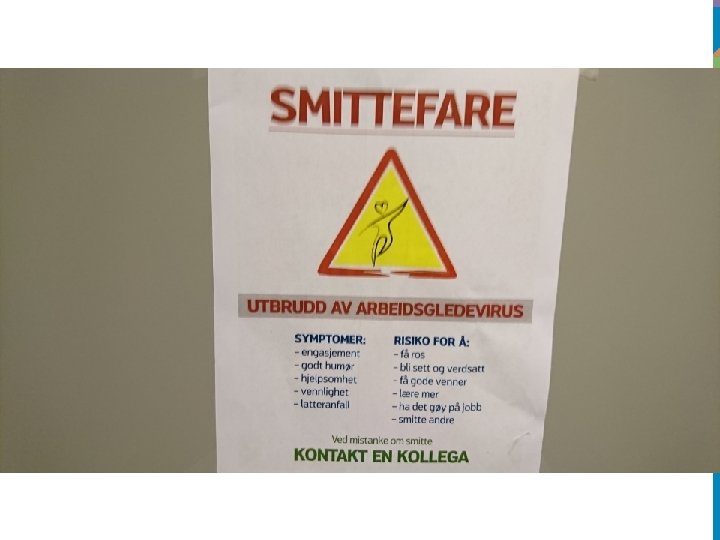 SMITTEFARE
UTBRUDD AV ARBEIDSGLEDEVIRUS
SYMPTOMER:
- engasjement
- godt humør
- hjelpsomhet
- vennlighet
- latteranfall
RISIKO FOR Å:
- få ros
- bli sett og verdsatt
- få gode venner
- lære mer
- ha det gøy på jobb
- smitte andre
Ved mistanke om smitte
KONTAKT EN KOLLEGA